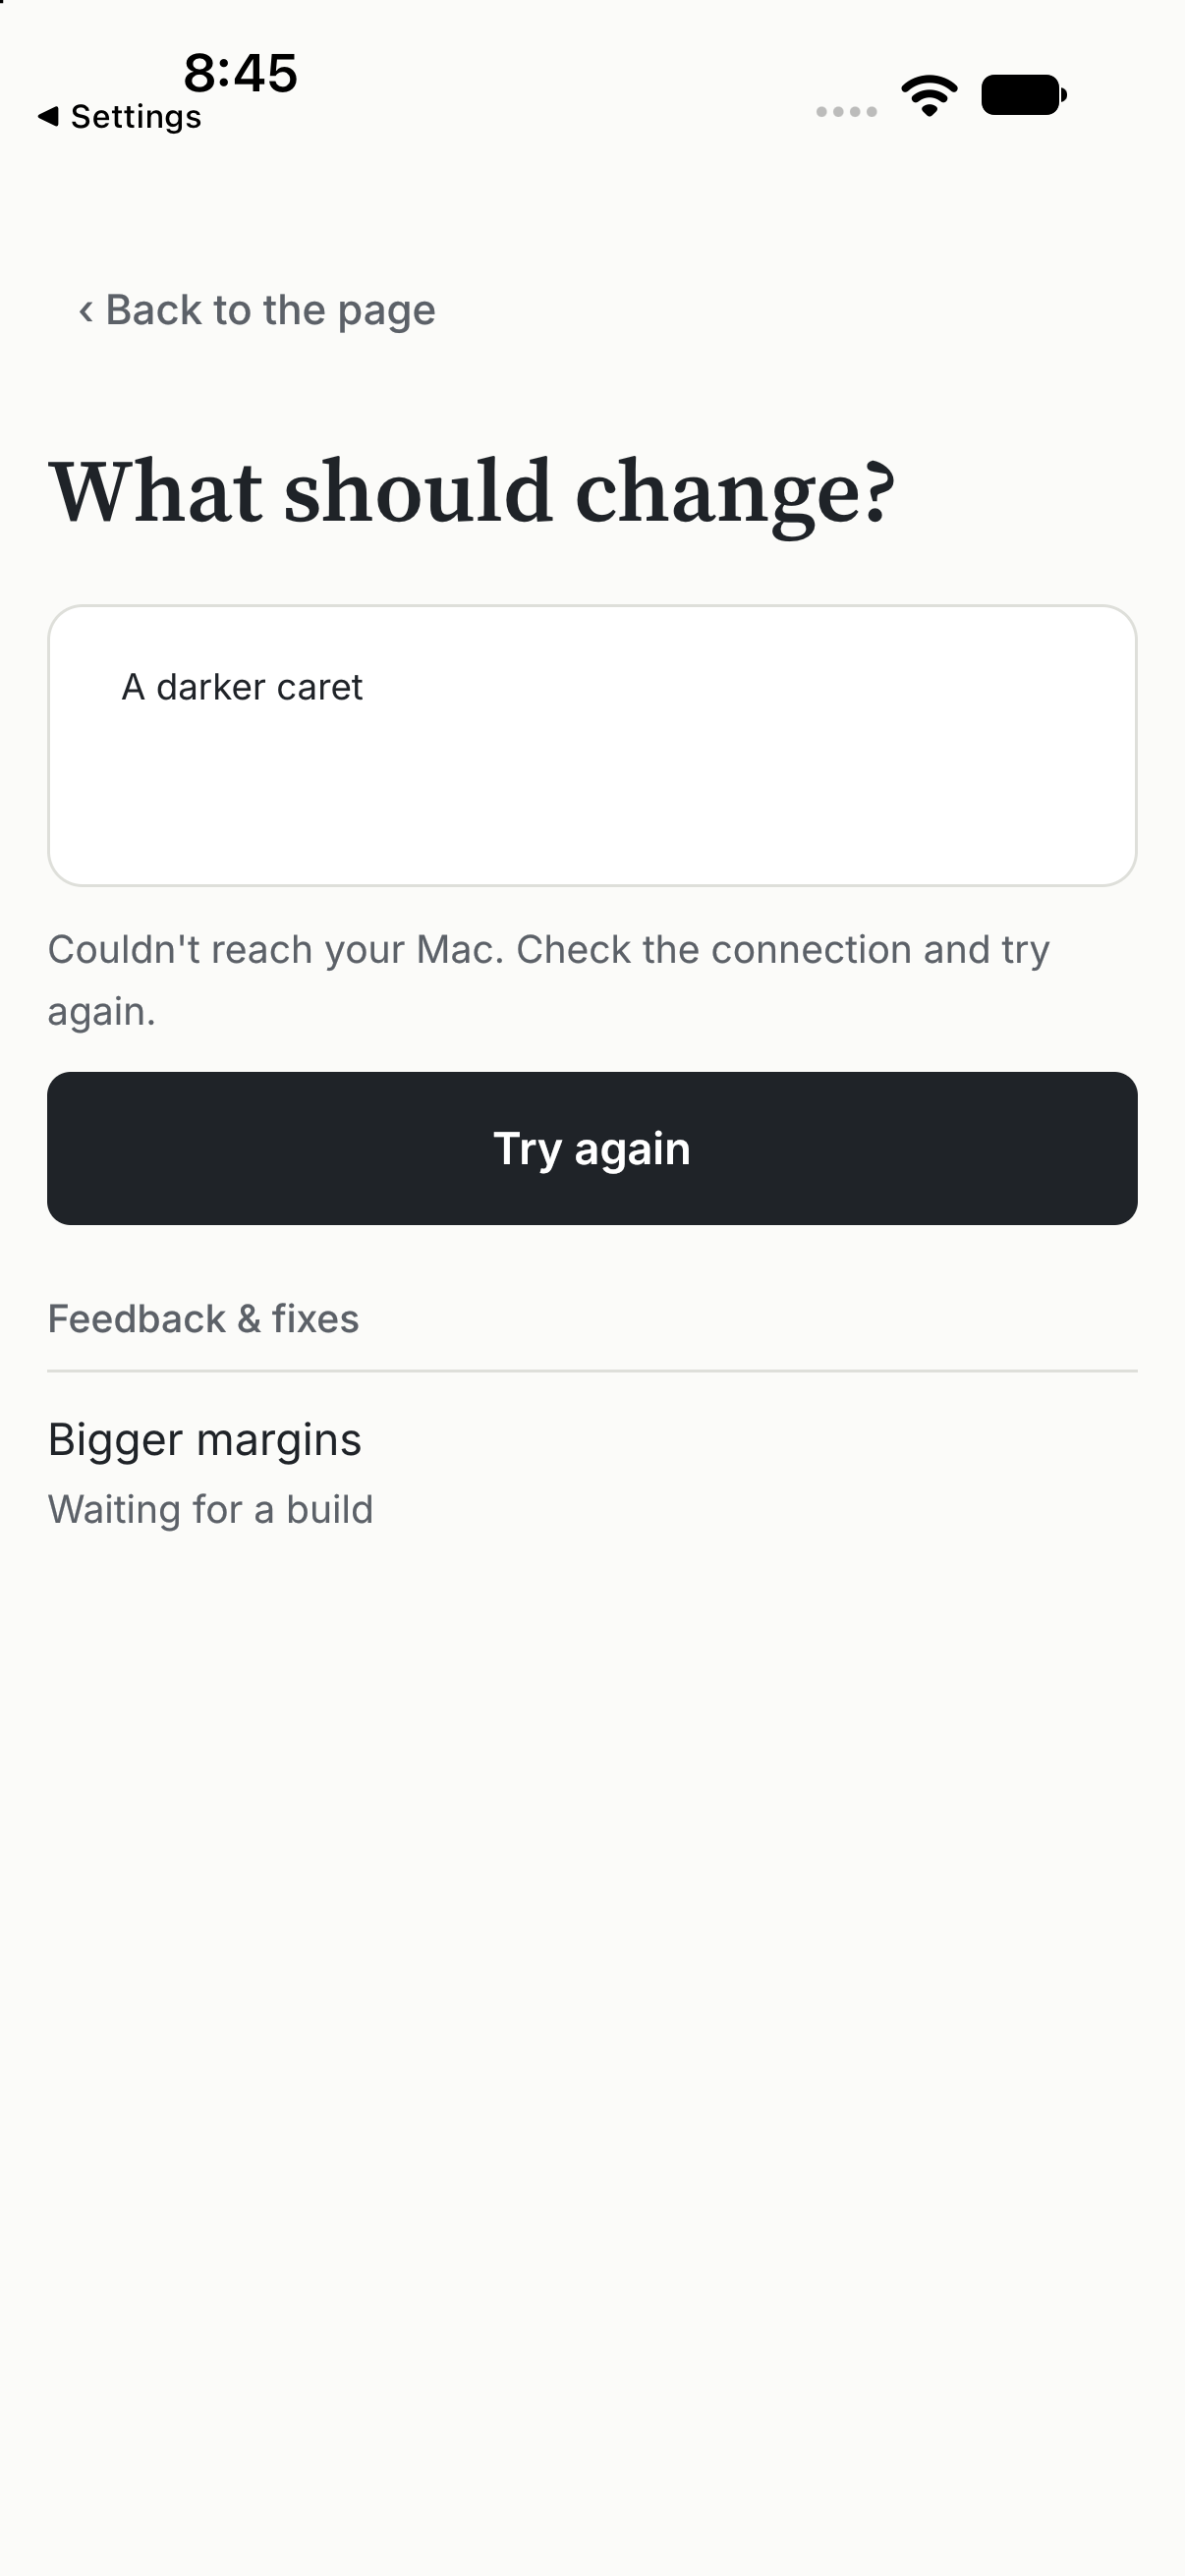 8:45
◀ Settings
‹ Back to the page
What should change?
A darker caret
Couldn't reach your Mac. Check the connection and try
again.
Try again
Feedback & fixes
Bigger margins
Waiting for a build